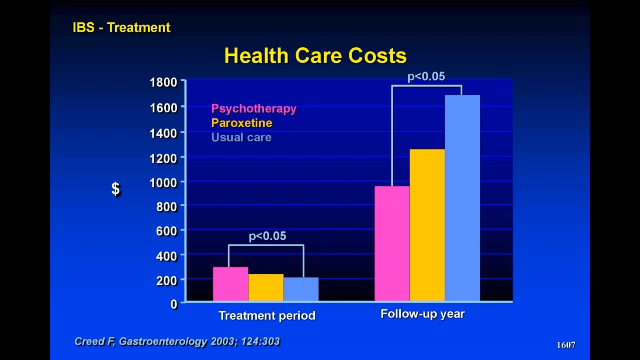 IBS - Treatment
Health Care Costs
p<0.05
1800
1600
1400
1200
1000
800
600
400
200
0
$
Psychotherapy
Paroxetine
Usual care
p<0.05
Treatment period
Follow-up year
Creed F, Gastroenterology 2003; 124:303
1607